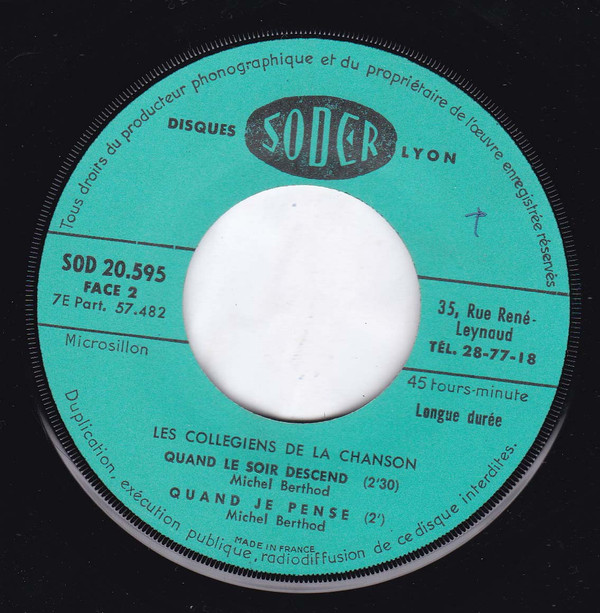 Tous droits du producteur phonographique et du propriétaire de l'œuvre enregistrée réservés
DISQUES SODER LYON
SOD 20.595
FACE 2
7E Part. 57.482
Microsillon
35, Rue René-
Leynaud
TÉL. 28-77-18
45 tours-minute
Longue durée
LES COLLEGIENS DE LA CHANSON
QUAND LE SOIR DESCEND (2'30)
Michel Berthod
QUAND JE PENSE (2')
Michel Berthod
MADE IN FRANCE
Duplication, exécution publique, radiodiffusion de ce disque interdites.